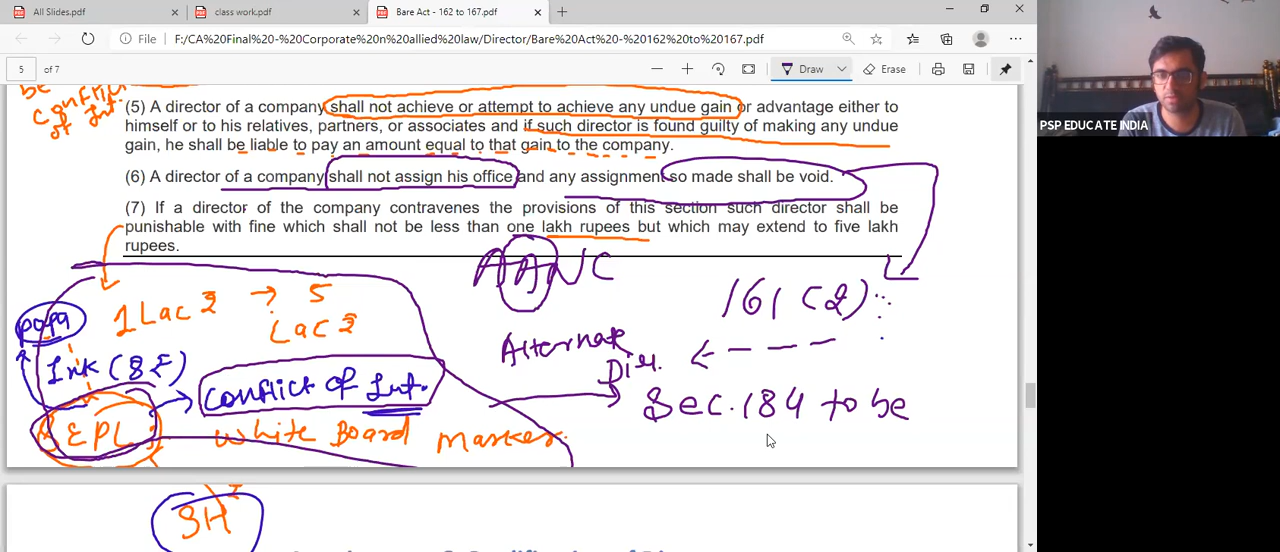 All Slides.pdf
class work.pdf
Bare Act - 162 to 167.pdf
File
F:/CA%20Final%20-%20Corporate%20n%20allied%20law/Director/Bare%20Act%20-%20162%20to%20167.pdf
5 of 7
Draw
Erase
be
conflict
of Int.
(5) A director of a company shall not achieve or attempt to achieve any undue gain or advantage either to
himself or to his relatives, partners, or associates and if such director is found guilty of making any undue
gain, he shall be liable to pay an amount equal to that gain to the company.
(6) A director of a company shall not assign his office and any assignment so made shall be void.
(7) If a director of the company contravenes the provisions of this section such director shall be
punishable with fine which shall not be less than one lakh rupees but which may extend to five lakh
rupees.
AANC
161 (2)
1 Lac ₹ → 5
Lac ₹
papa
Alternate
Dir.
Ink (8₹)
Conflict of Int.
Sec. 184 to be
EPL
White Board Marker.
SH
PSP EDUCATE INDIA